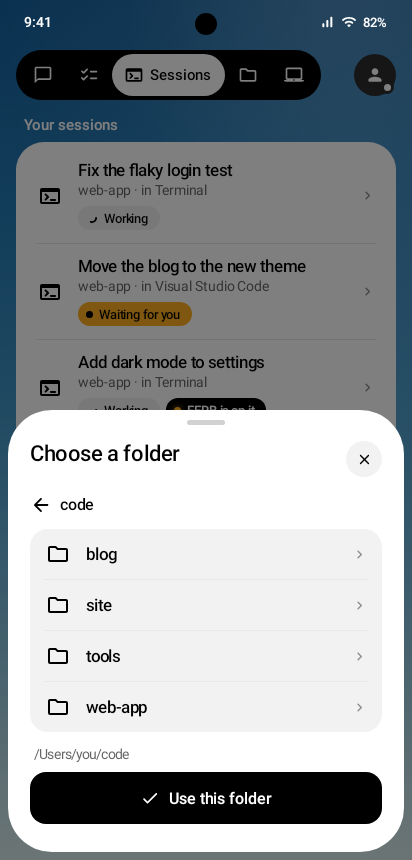 9:41
82%
Sessions
Your sessions
Fix the flaky login test
web-app · in Terminal
Working
Move the blog to the new theme
web-app · in Visual Studio Code
Waiting for you
Add dark mode to settings
web-app · in Terminal
Working
Choose a folder
code
blog
site
tools
web-app
/Users/you/code
Use this folder